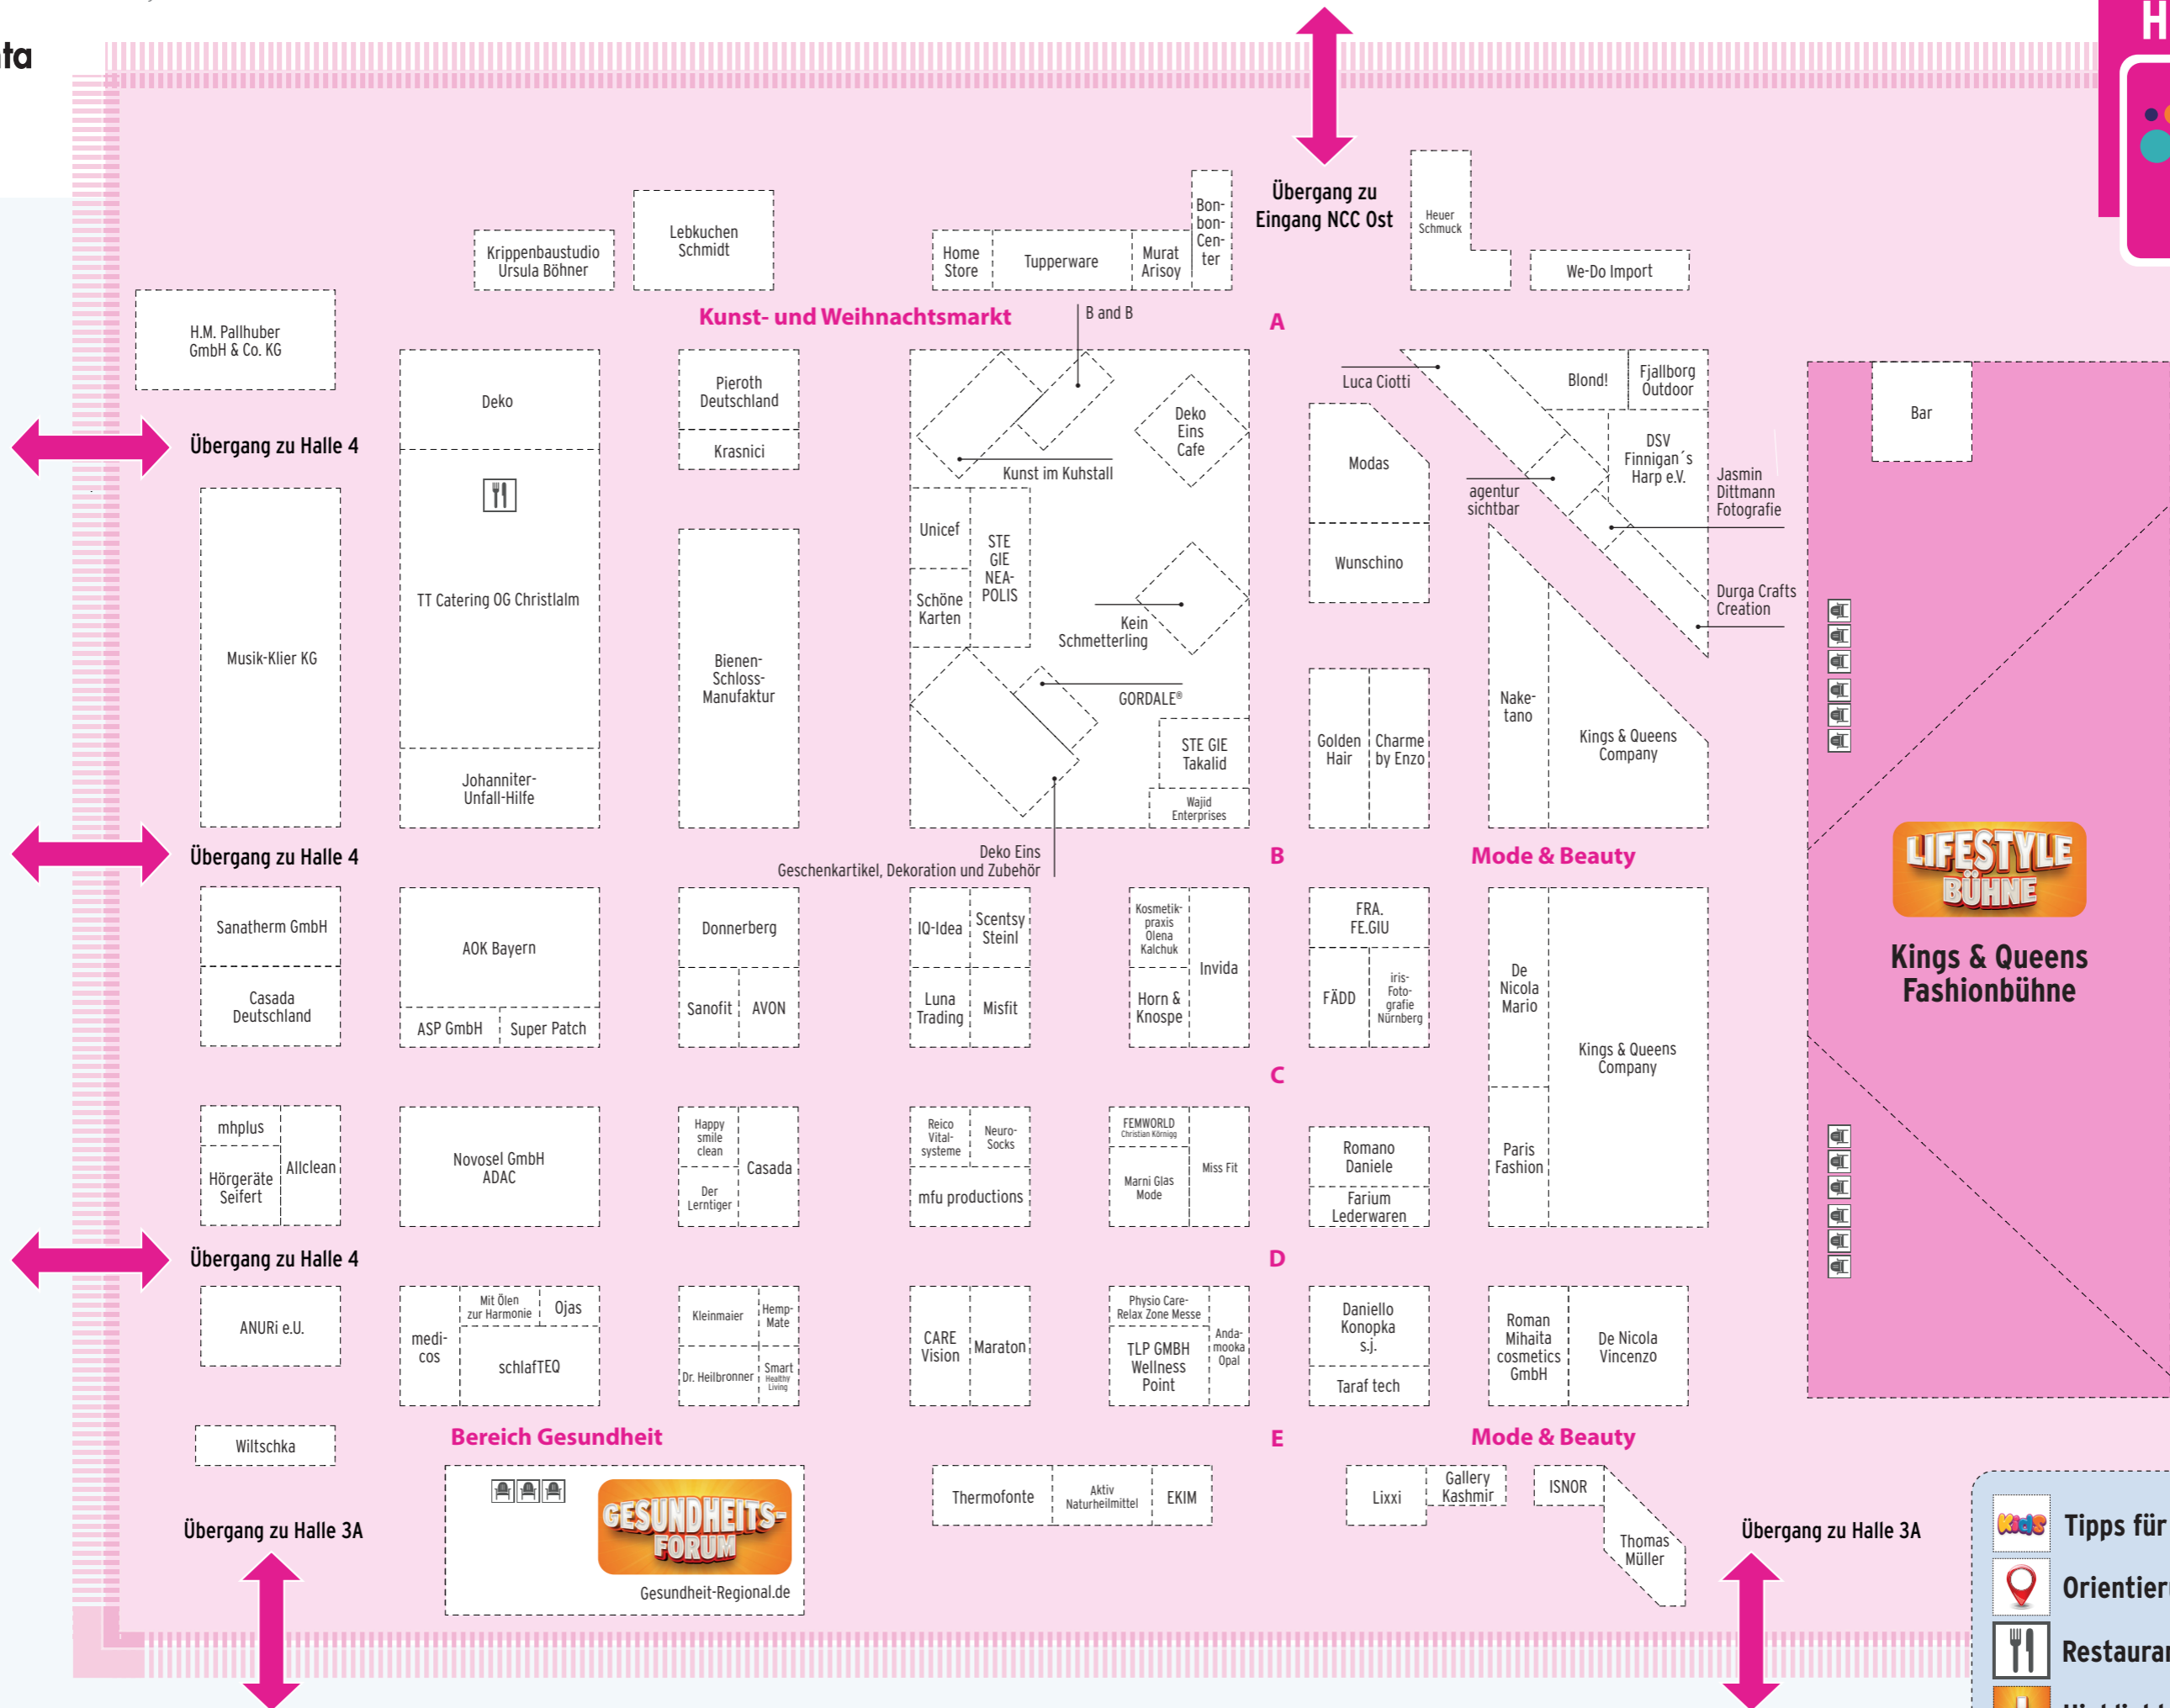 Übergang zu
Eingang NCC Ost
Krippenbaustudio
Ursula Böhner
Lebkuchen
Schmidt
Home
Store
Tupperware
Murat
Arisoy
Bon-
bon-
Cen-
ter
Heuer
Schmuck
We-Do Import
H.M. Pallhuber
GmbH & Co. KG
Kunst- und Weihnachtsmarkt
B and B
A
Übergang zu Halle 4
Deko
TT Catering OG Christlalm
Johanniter-
Unfall-Hilfe
Pieroth
Deutschland
Krasnici
Bienen-
Schloss-
Manufaktur
Musik-Klier KG
Kunst im Kuhstall
Deko
Eins
Cafe
Unicef
STE
GIE
NEA-
POLIS
Schöne
Karten
Kein
Schmetterling
GORDALE®
STE GIE
Takalid
Wajid
Enterprises
Deko Eins
Geschenkartikel, Dekoration und Zubehör
Luca Ciotti
Blond!
Fjallborg
Outdoor
Modas
Wunschino
agentur
sichtbar
DSV
Finnigan´s
Harp e.V.
Jasmin
Dittmann
Fotografie
Durga Crafts
Creation
Golden
Hair
Charme
by Enzo
Nake-
tano
Kings & Queens
Company
Bar
LIFESTYLE
BÜHNE
Kings & Queens
Fashionbühne
Übergang zu Halle 4
B
Mode & Beauty
Sanatherm GmbH
Casada
Deutschland
AOK Bayern
ASP GmbH
Super Patch
Donnerberg
Sanofit
AVON
IQ-Idea
Scentsy
Steinl
Luna
Trading
Misfit
Kosmetik-
praxis
Olena
Kalchuk
Invida
Horn &
Knospe
FRA.
FE.GIU
FÄDD
iris-
Foto-
grafie
Nürnberg
De
Nicola
Mario
Kings & Queens
Company
Paris
Fashion
C
mhplus
Hörgeräte
Seifert
Allclean
Novosel GmbH
ADAC
Happy
smile
clean
Der
Lerntiger
Casada
Reico
Vital-
systeme
Neuro-
Socks
mfu productions
FEMWORLD
Christian Körnigg
Marni Glas
Mode
Miss Fit
Romano
Daniele
Farium
Lederwaren
Übergang zu Halle 4
D
ANURi e.U.
medi-
cos
Mit Ölen
zur Harmonie
Ojas
schlafTEQ
Kleinmaier
Hemp-
Mate
Dr. Heilbronner
Smart
Healthy
Living
CARE
Vision
Maraton
Physio Care-
Relax Zone Messe
TLP GMBH
Wellness
Point
Anda-
mooka
Opal
Daniello
Konopka
s.j.
Taraf tech
Roman
Mihaita
cosmetics
GmbH
De Nicola
Vincenzo
Wiltschka
Bereich Gesundheit
E
Mode & Beauty
GESUNDHEITS-
FORUM
Gesundheit-Regional.de
Thermofonte
Aktiv
Naturheilmittel
EKIM
Lixxi
Gallery
Kashmir
ISNOR
Thomas
Müller
Übergang zu Halle 3A
Übergang zu Halle 3A
Kids
Tipps für